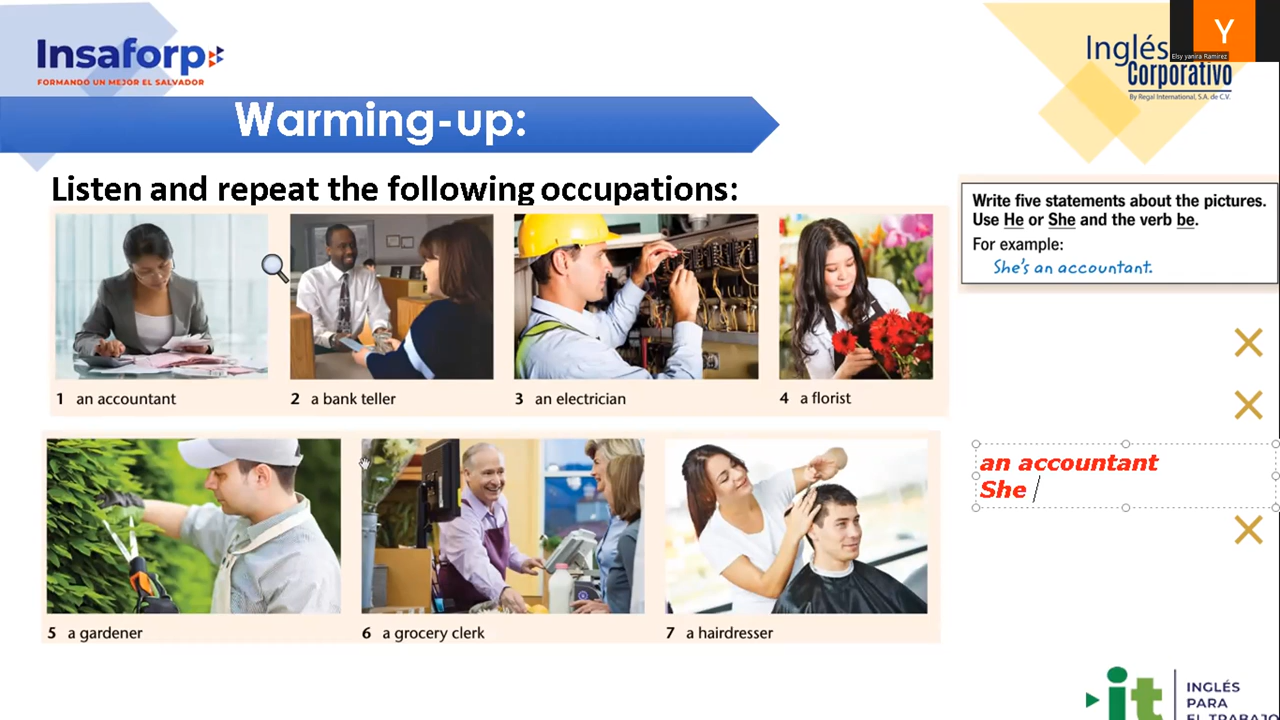 Insaforp
FORMANDO UN MEJOR EL SALVADOR
Inglés
Corporativo
By Regal International, S.A. de C.V.
Y
Elsy yanira Ramirez
Warming-up:
Listen and repeat the following occupations:
Write five statements about the pictures.
Use He or She and the verb be.
For example:
She's an accountant.
1 an accountant
2 a bank teller
3 an electrician
4 a florist
an accountant
She
5 a gardener
6 a grocery clerk
7 a hairdresser
it
INGLÉS
PARA
EL TRABAJO